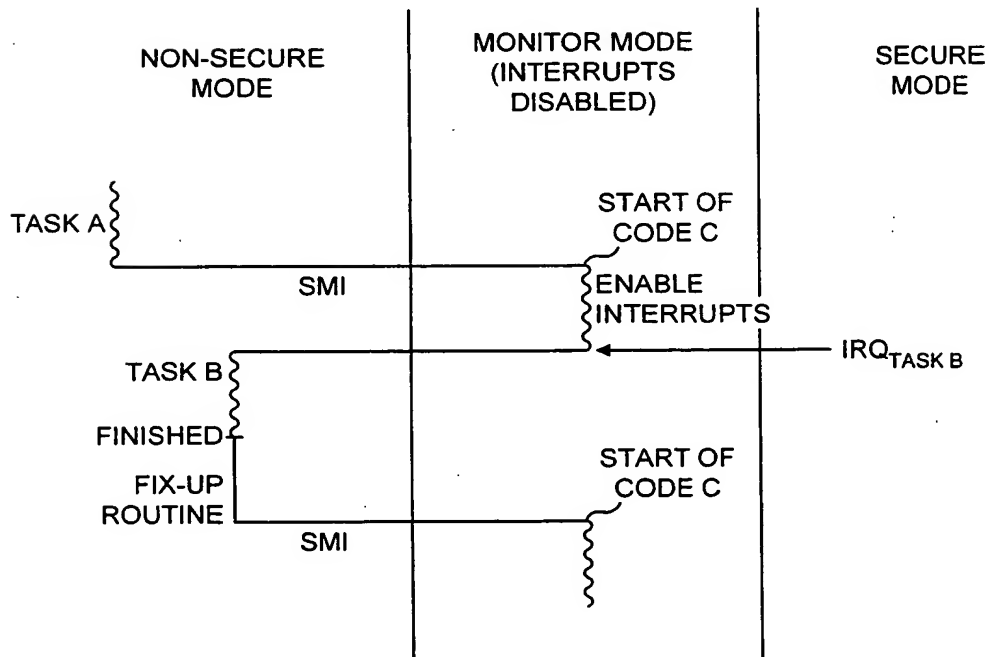 NON-SECURE
MODE
MONITOR MODE
(INTERRUPTS
DISABLED)
SECURE
MODE
TASK A
START OF
CODE C
SMI
ENABLE
INTERRUPTS
IRQTASK B
TASK B
FINISHED
FIX-UP
ROUTINE
START OF
CODE C
SMI